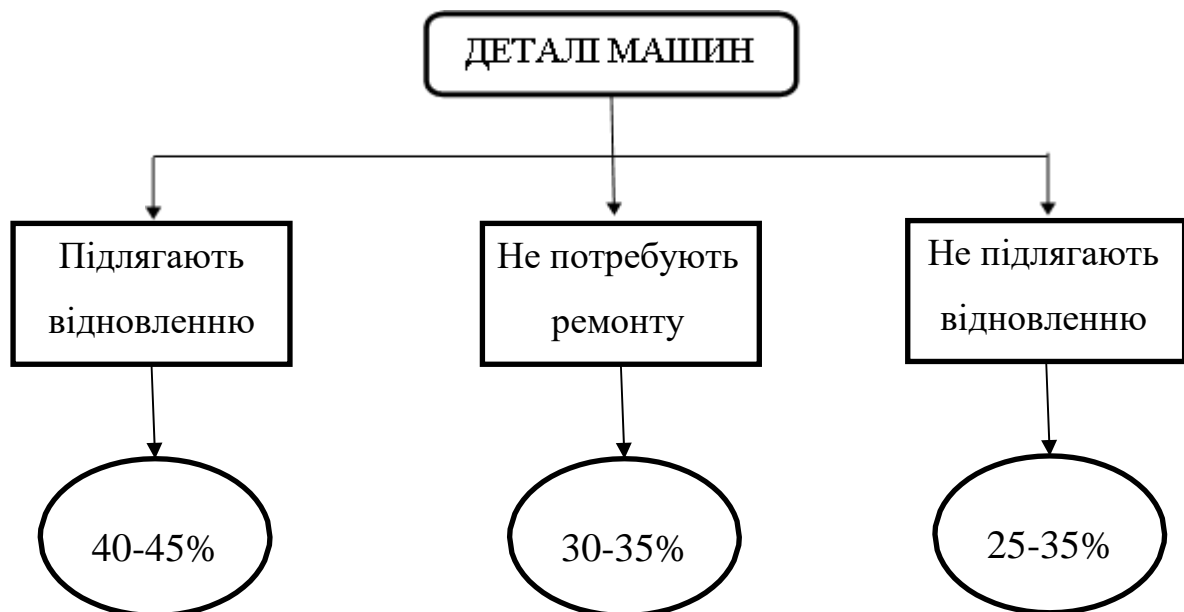 ДЕТАЛІ МАШИН
Підлягають
відновленню
Не потребують
ремонту
Не підлягають
відновленню
40-45%
30-35%
25-35%